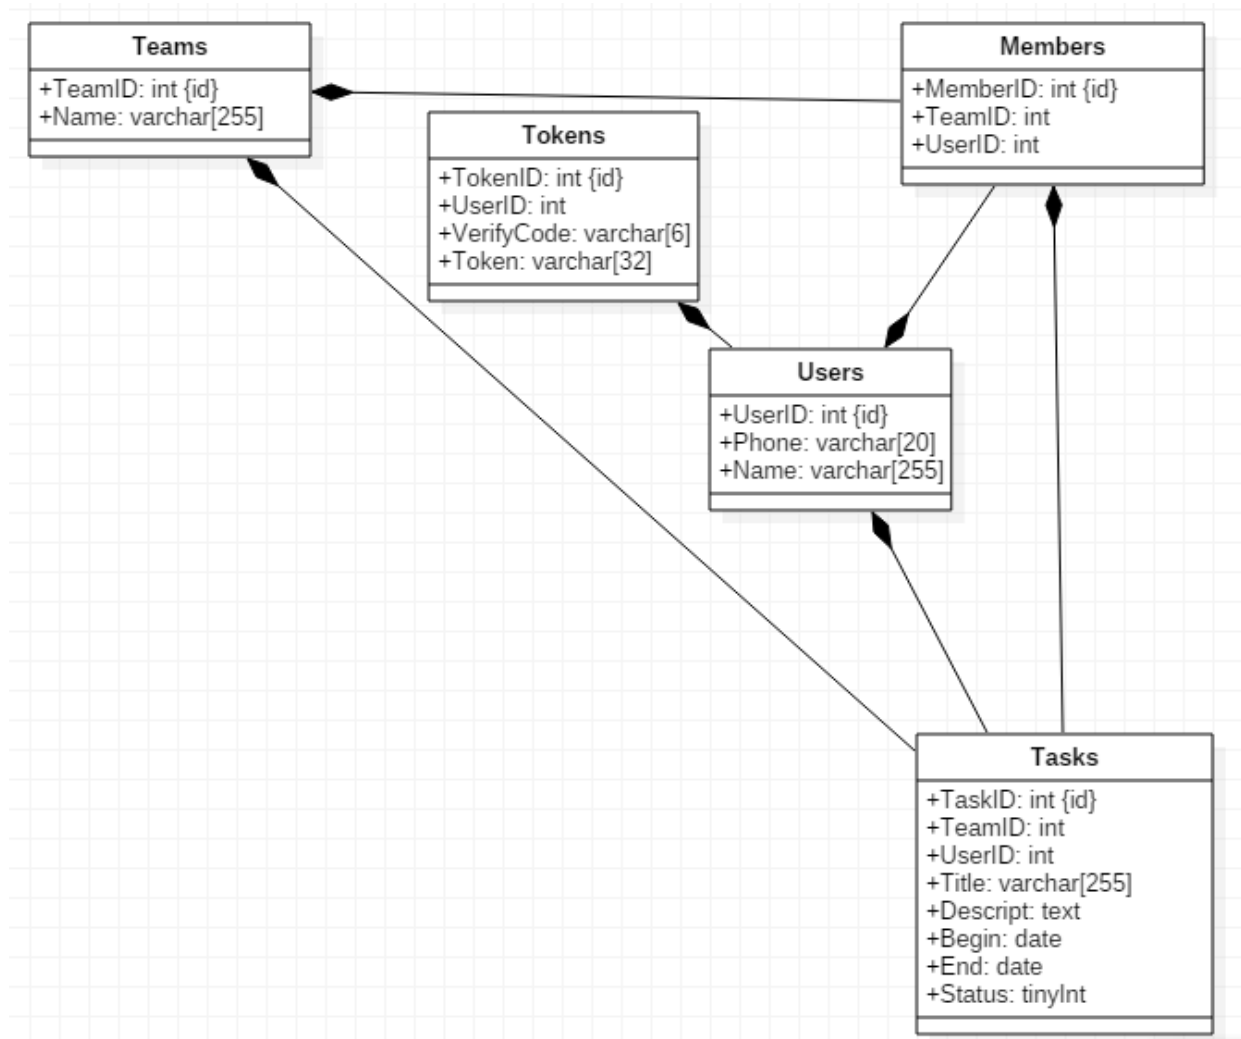 Teams
+TeamID: int {id}
+Name: varchar[255]
Members
+MemberID: int {id}
+TeamID: int
+UserID: int
Tokens
+TokenID: int {id}
+UserID: int
+VerifyCode: varchar[6]
+Token: varchar[32]
Users
+UserID: int {id}
+Phone: varchar[20]
+Name: varchar[255]
Tasks
+TaskID: int {id}
+TeamID: int
+UserID: int
+Title: varchar[255]
+Descript: text
+Begin: date
+End: date
+Status: tinyInt